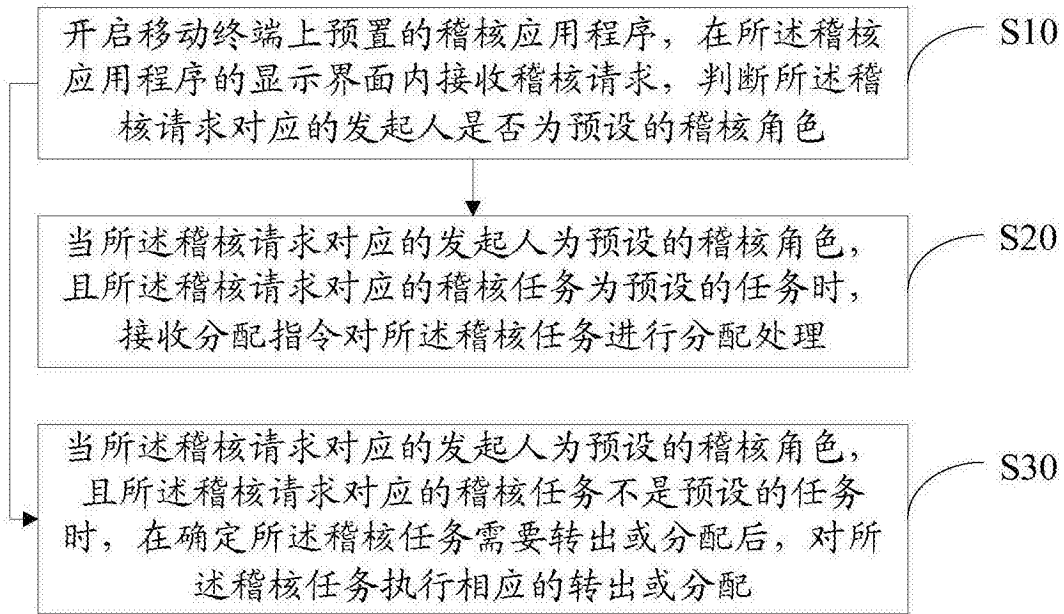 开启移动终端上预置的稽核应用程序，在所述稽核
应用程序的显示界面内接收稽核请求，判断所述稽
核请求对应的发起人是否为预设的稽核角色
S10
当所述稽核请求对应的发起人为预设的稽核角色，
且所述稽核请求对应的稽核任务为预设的任务时，
接收分配指令对所述稽核任务进行分配处理
S20
当所述稽核请求对应的发起人为预设的稽核角色，
且所述稽核请求对应的稽核任务不是预设的任务
时，在确定所述稽核任务需要转出或分配后，对所
述稽核任务执行相应的转出或分配
S30